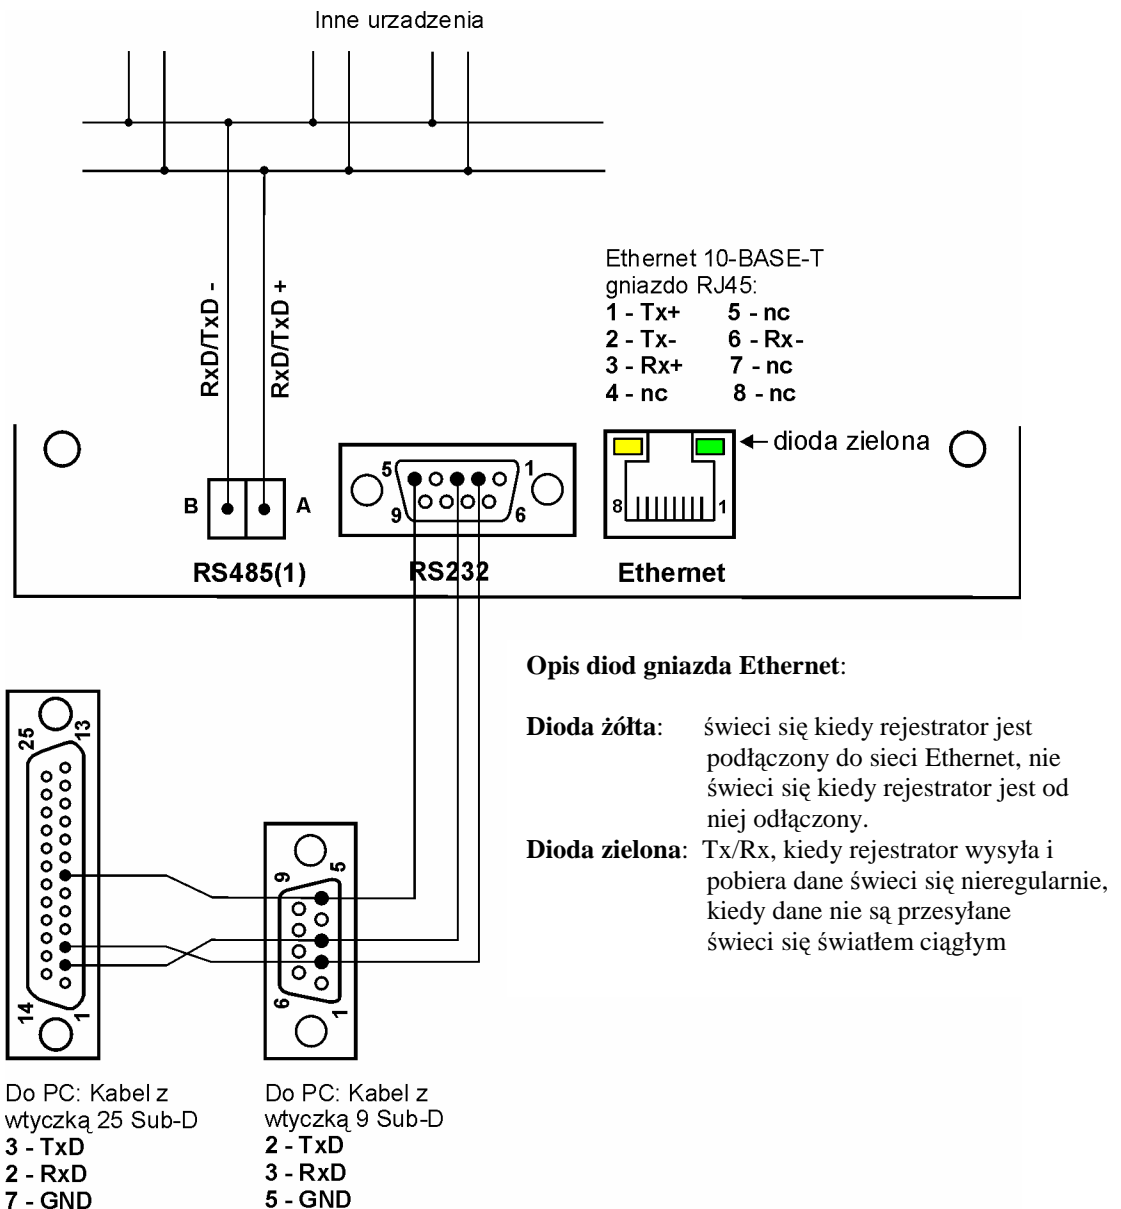 Inne urzadzenia
RxD/TxD -
RxD/TxD +
Ethernet 10-BASE-T
gniazdo RJ45:
1 - Tx+ 5 - nc
2 - Tx- 6 - Rx-
3 - Rx+ 7 - nc
4 - nc 8 - nc
dioda zielona
B A
5 1
9 6
8 1
RS485(1) RS232 Ethernet
Opis diod gniazda Ethernet:
Dioda żółta: świeci się kiedy rejestrator jest
podłączony do sieci Ethernet, nie
świeci się kiedy rejestrator jest od
niej odłączony.
Dioda zielona: Tx/Rx, kiedy rejestrator wysyła i
pobiera dane świeci się nieregularnie,
kiedy dane nie są przesyłane
świeci się światłem ciągłym
25 13
14 1
9 5
6 1
Do PC: Kabel z
wtyczką 25 Sub-D
3 - TxD
2 - RxD
7 - GND
Do PC: Kabel z
wtyczką 9 Sub-D
2 - TxD
3 - RxD
5 - GND